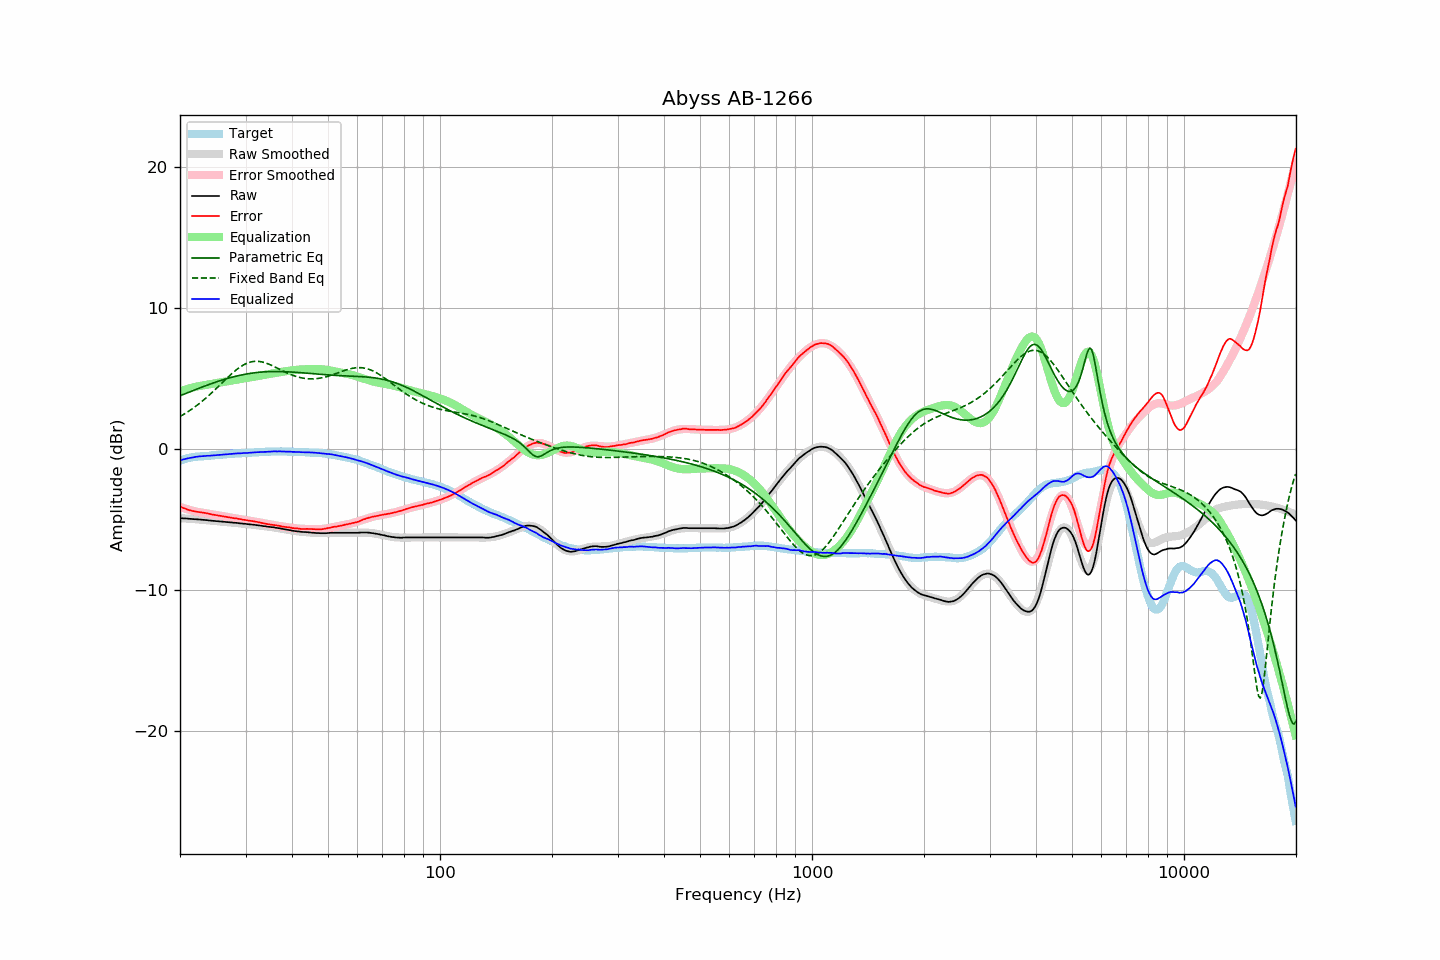 Abyss AB-1266
Target
Raw Smoothed
Error Smoothed
Raw
Error
Equalization
Parametric Eq
Fixed Band Eq
Equalized
20
10
0
−10
−20
Amplitude (dBr)
100
1000
10000
Frequency (Hz)